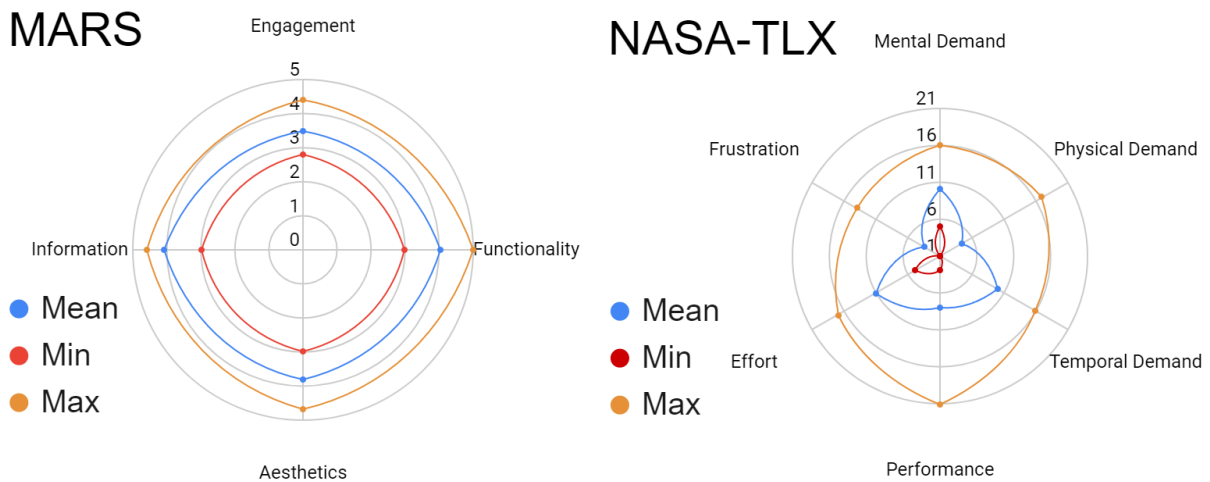 MARS
Engagement
5
4
3
2
1
0
Information
Functionality
Mean
Min
Max
Aesthetics
NASA-TLX
Mental Demand
21
16
11
6
1
Frustration
Physical Demand
Mean
Min
Max
Effort
Temporal Demand
Performance